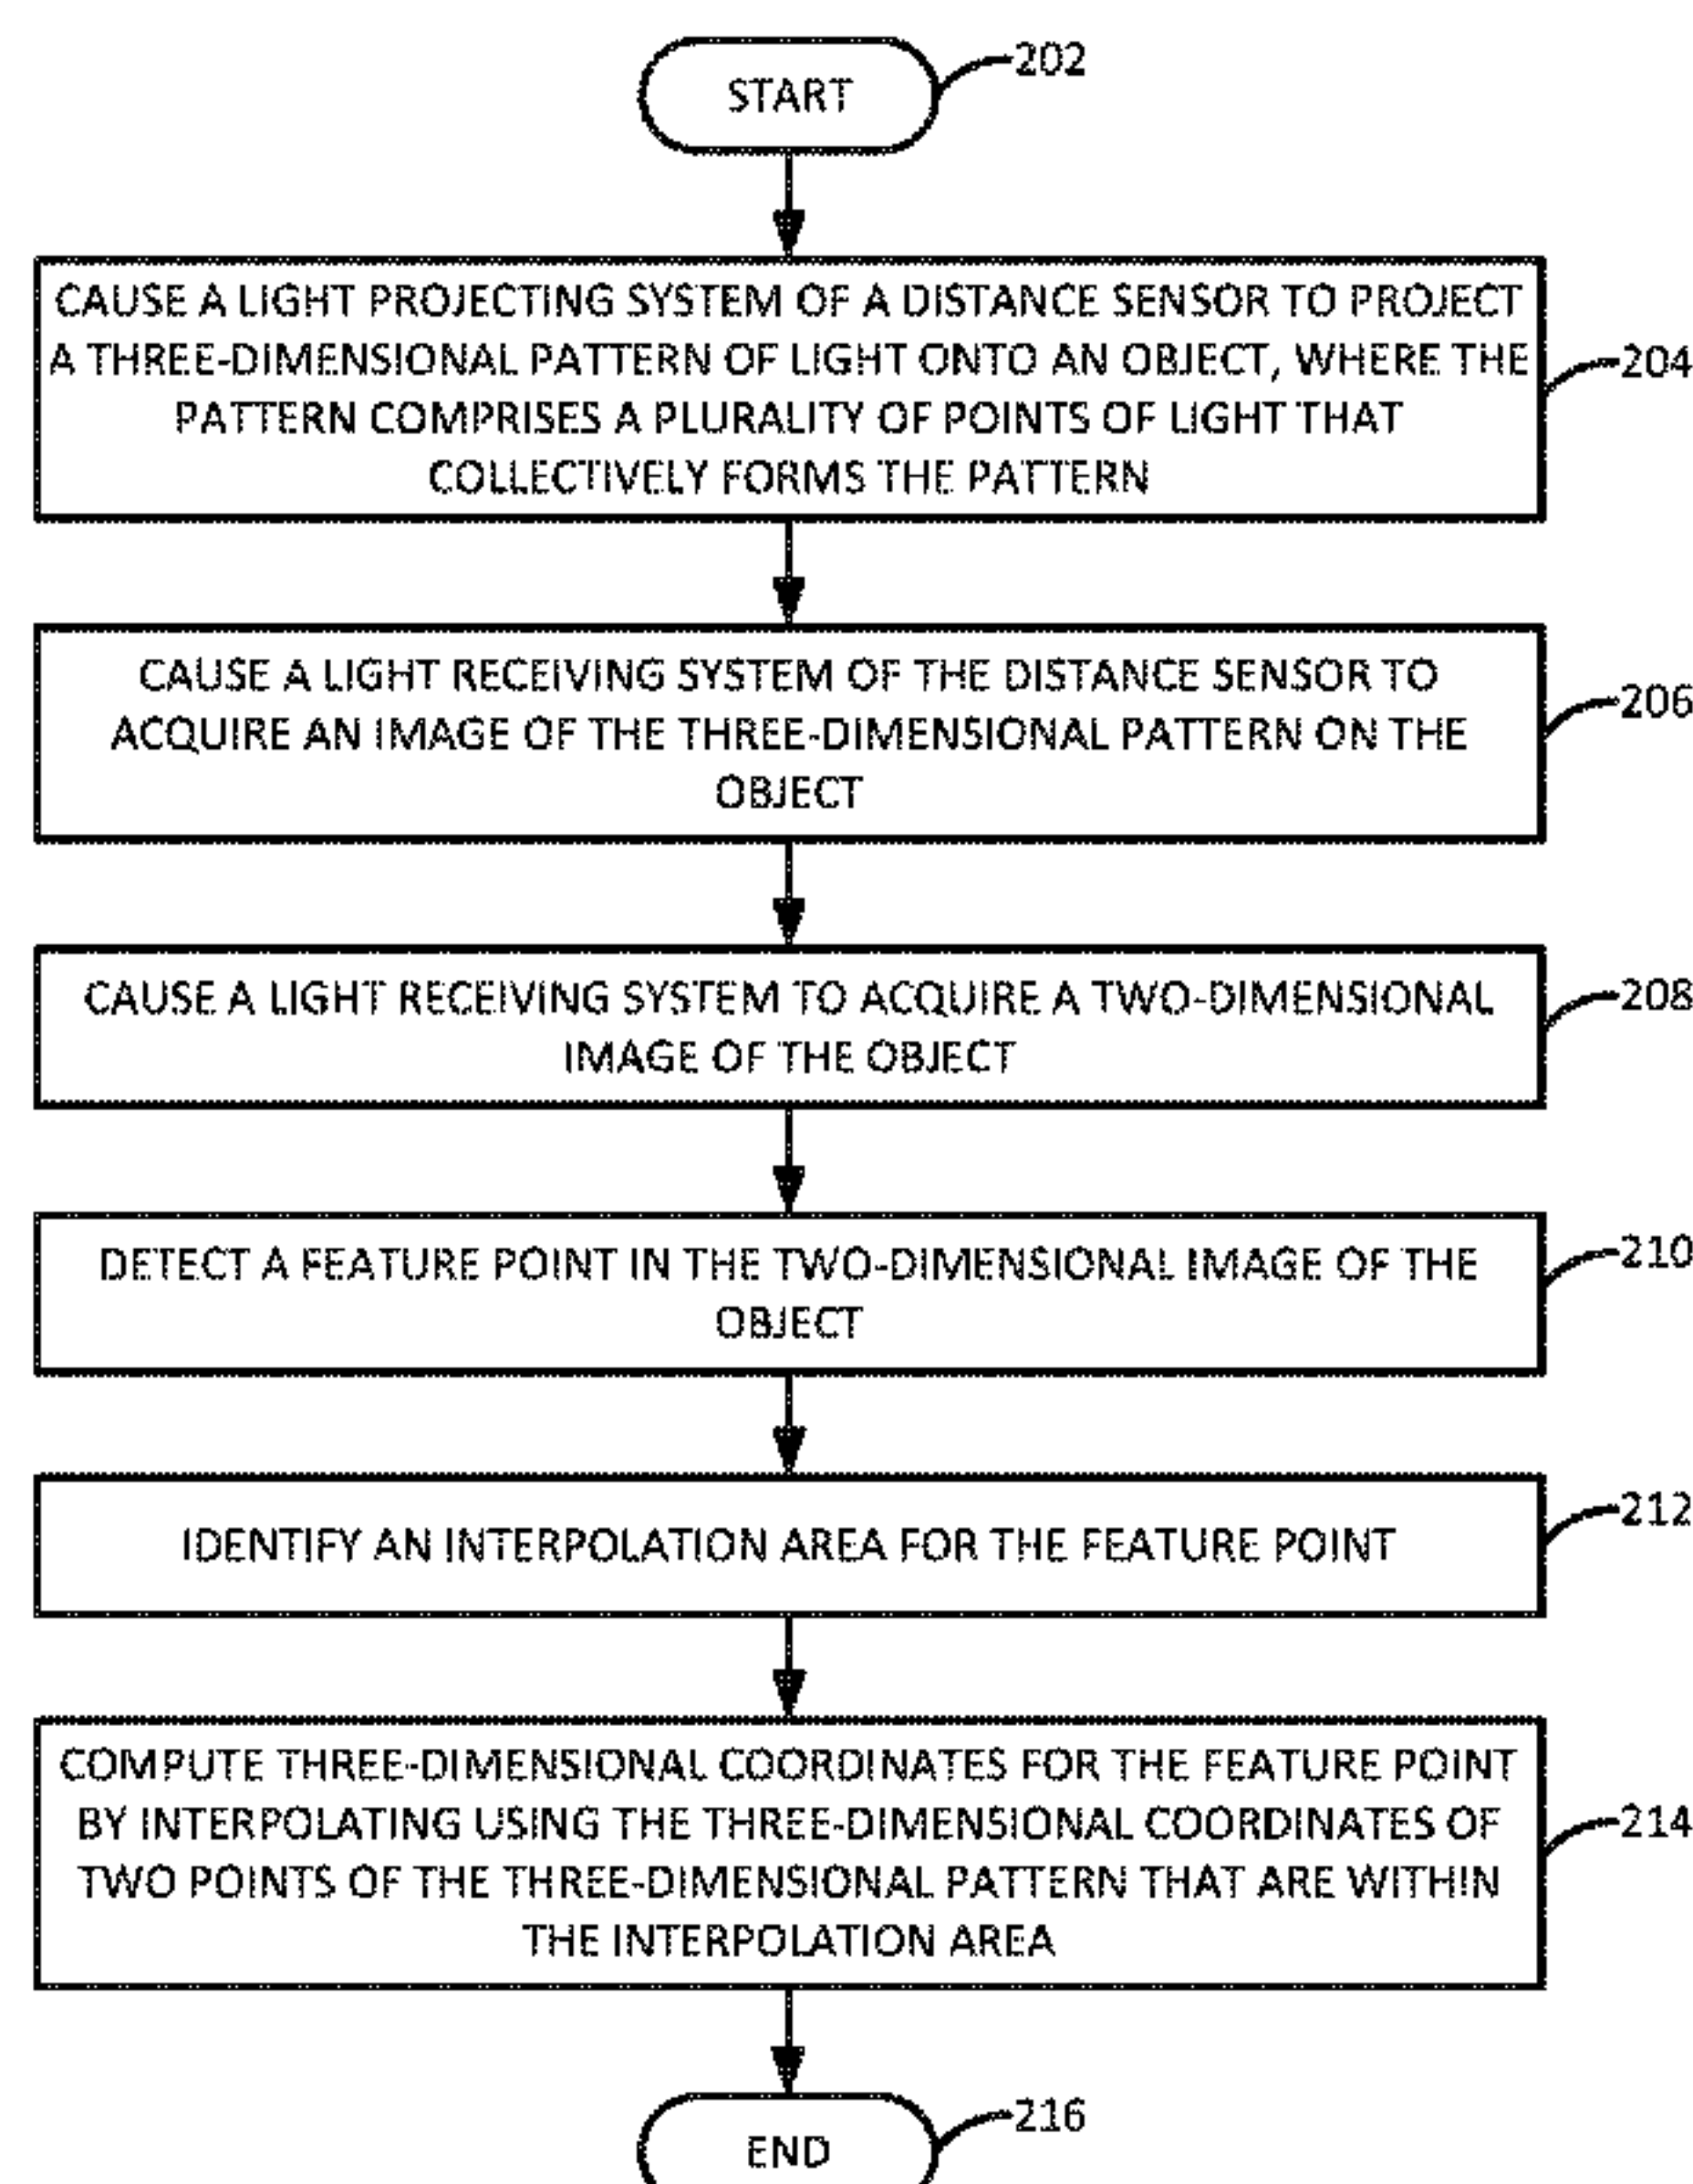 START
202
CAUSE A LIGHT PROJECTING SYSTEM OF A DISTANCE SENSOR TO PROJECT
A THREE-DIMENSIONAL PATTERN OF LIGHT ONTO AN OBJECT, WHERE THE
PATTERN COMPRISES A PLURALITY OF POINTS OF LIGHT THAT
COLLECTIVELY FORMS THE PATTERN
204
CAUSE A LIGHT RECEIVING SYSTEM OF THE DISTANCE SENSOR TO
ACQUIRE AN IMAGE OF THE THREE-DIMENSIONAL PATTERN ON THE
OBJECT
206
CAUSE A LIGHT RECEIVING SYSTEM TO ACQUIRE A TWO-DIMENSIONAL
IMAGE OF THE OBJECT
208
DETECT A FEATURE POINT IN THE TWO-DIMENSIONAL IMAGE OF THE
OBJECT
210
IDENTIFY AN INTERPOLATION AREA FOR THE FEATURE POINT
212
COMPUTE THREE-DIMENSIONAL COORDINATES FOR THE FEATURE POINT
BY INTERPOLATING USING THE THREE-DIMENSIONAL COORDINATES OF
TWO POINTS OF THE THREE-DIMENSIONAL PATTERN THAT ARE WITHIN
THE INTERPOLATION AREA
214
END
216